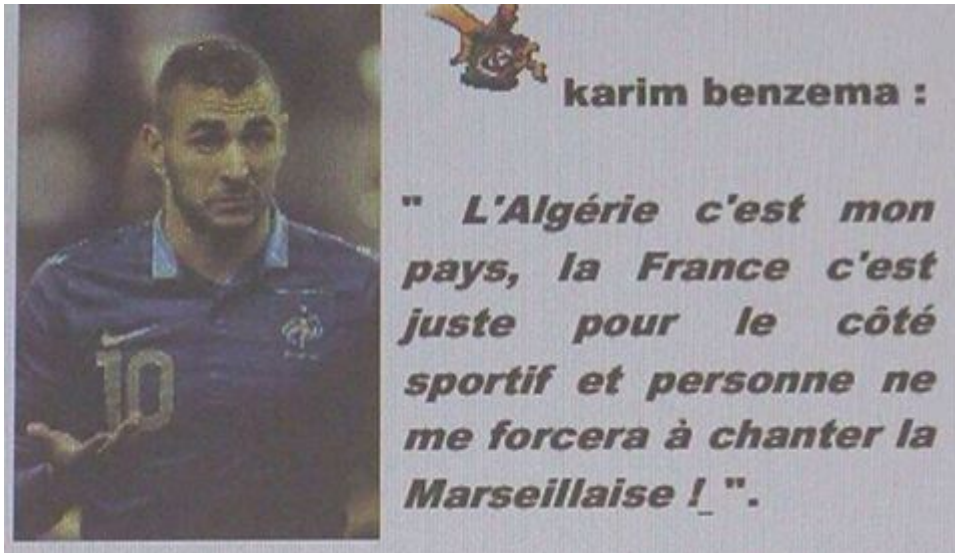 karim benzema :
" L'Algérie c'est mon
pays, la France c'est
juste pour le côté
sportif et personne ne
me forcera à chanter la
Marseillaise !_ ".
10